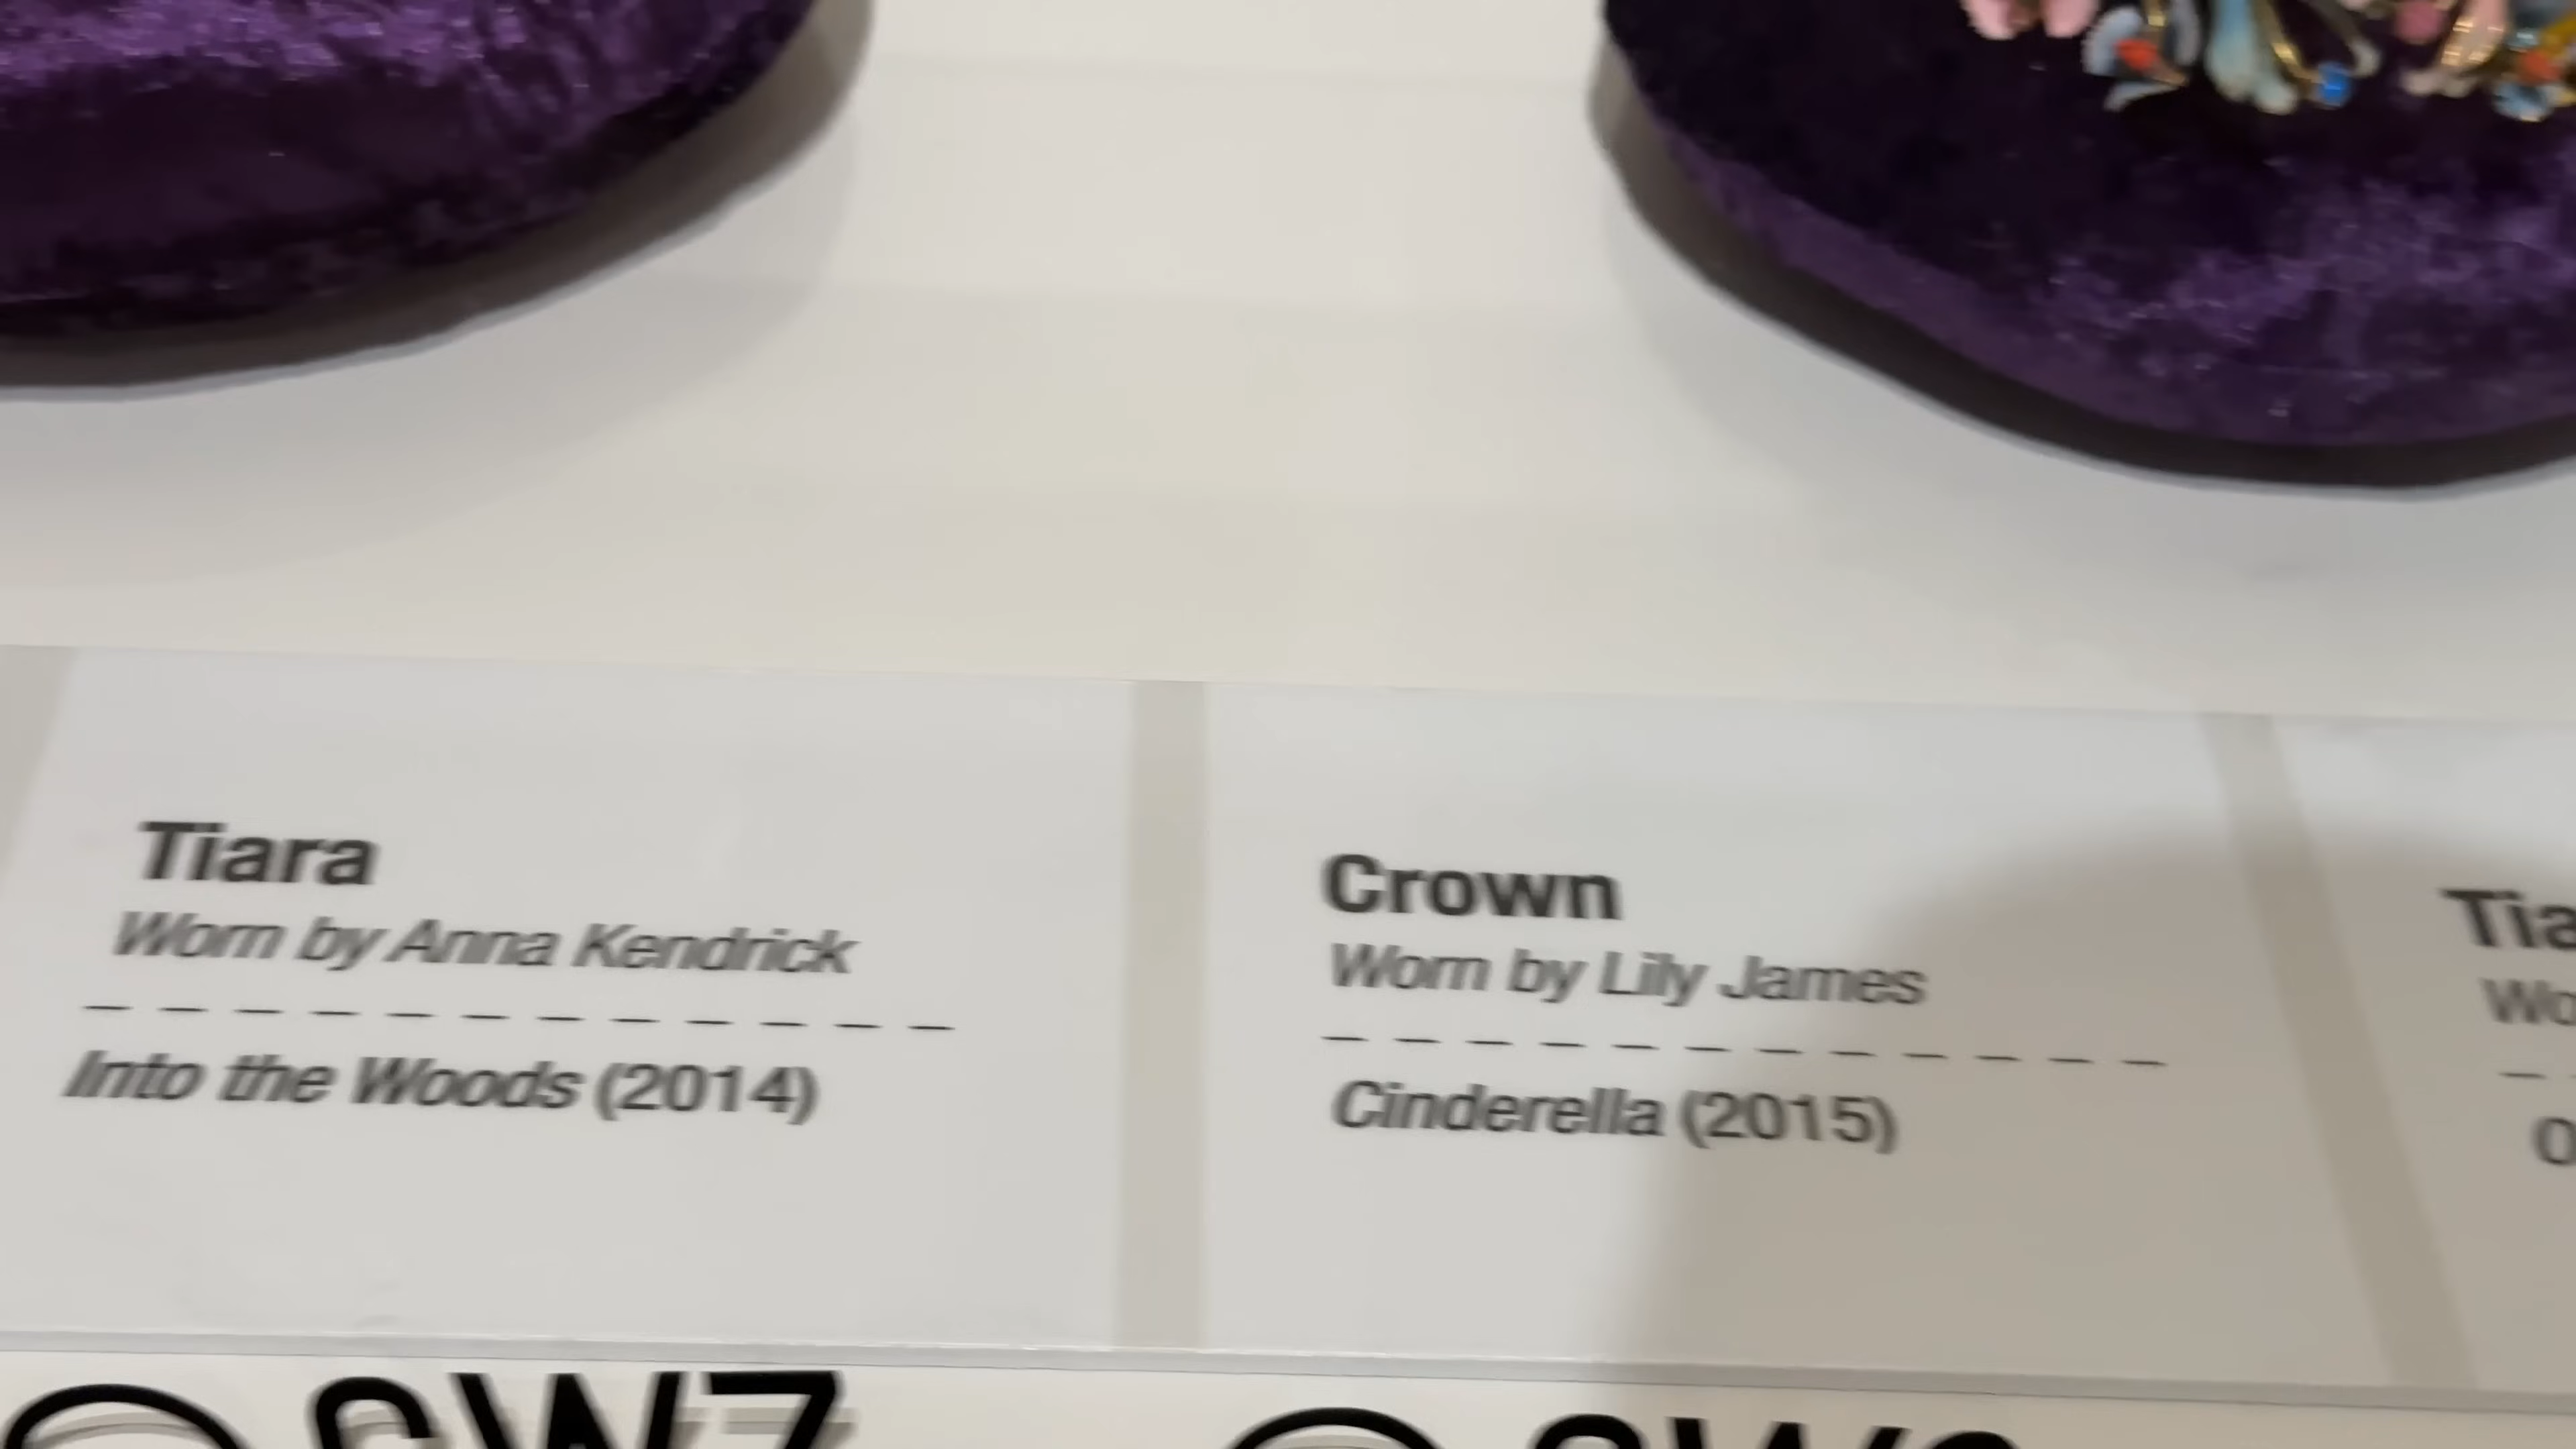 Tiara
Worn by Anna Kendrick
Into the Woods (2014)
Crown
Worn by Lily James
Cinderella (2015)